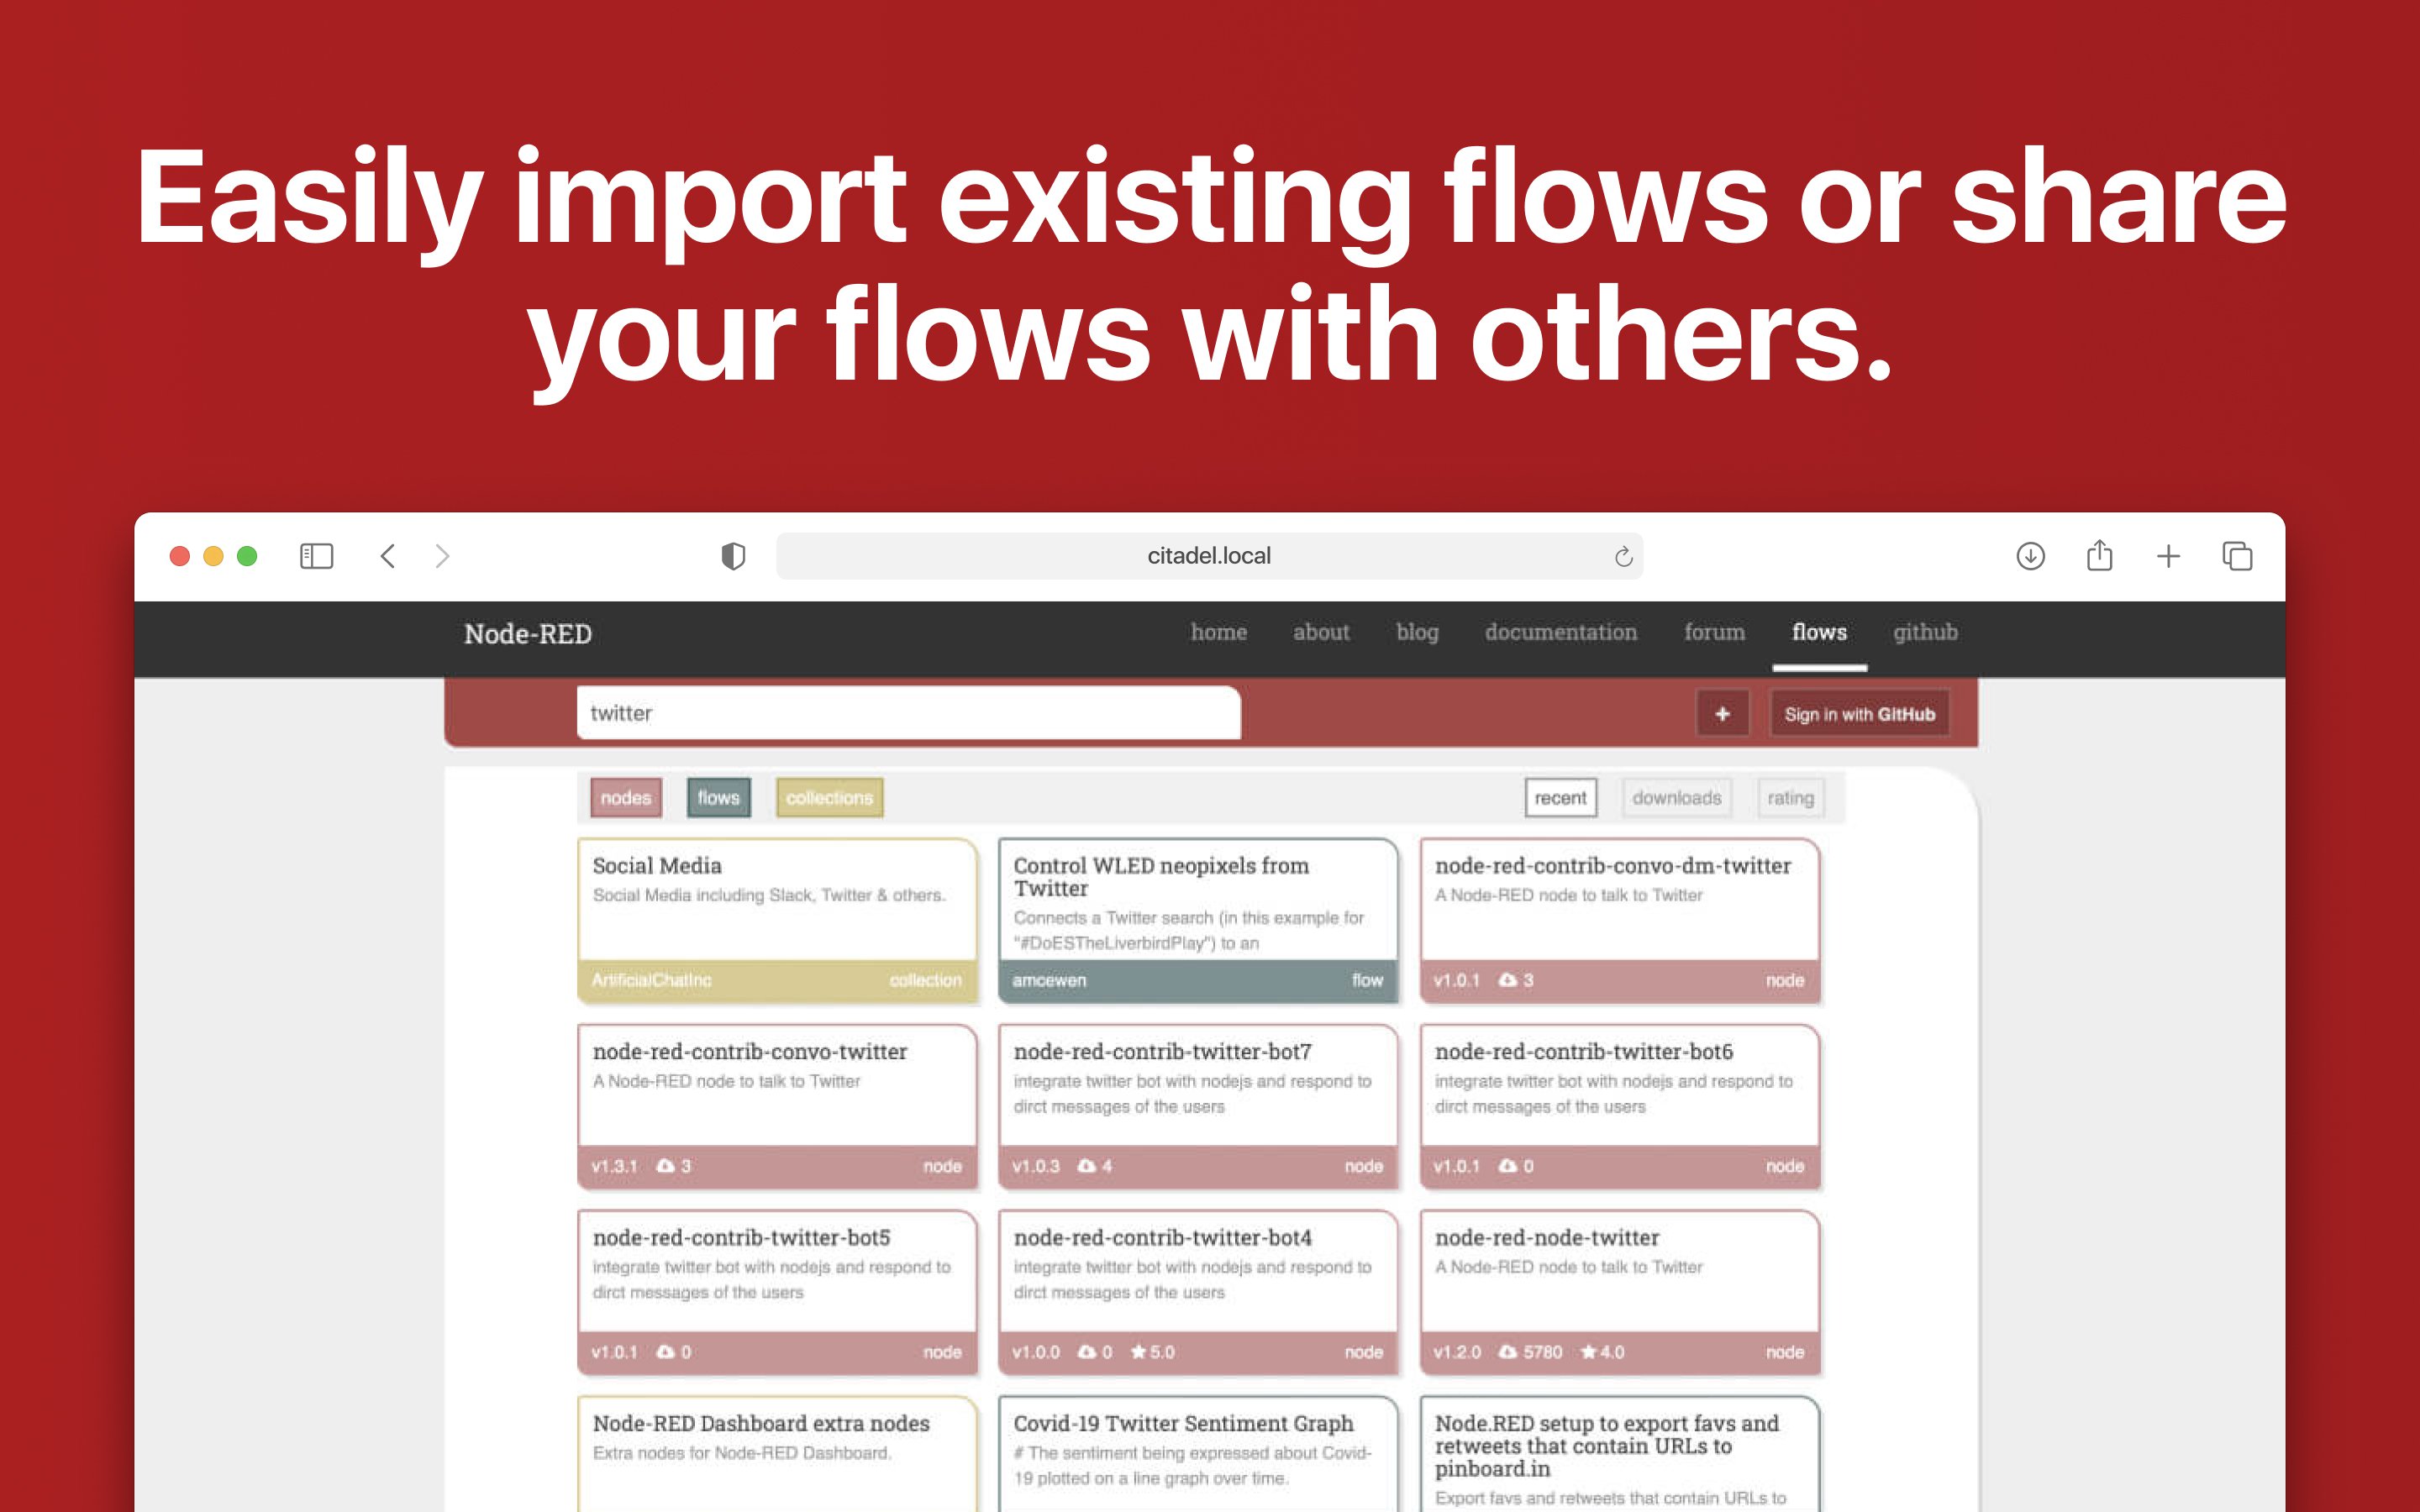 Easily import existing flows or share
your flows with others.
citadel.local
Node-RED
home about blog documentation forum flows github
twitter
+ Sign in with GitHub
nodes flows collections
recent downloads rating
Social Media
Social Media including Slack, Twitter & others.
ArtificialChatInc collection
Control WLED neopixels from
Twitter
Connects a Twitter search (in this example for
"#DoESTheLiverbirdPlay") to an
amcewen flow
node-red-contrib-convo-dm-twitter
A Node-RED node to talk to Twitter
v1.0.1 3 node
node-red-contrib-convo-twitter
A Node-RED node to talk to Twitter
v1.3.1 3 node
node-red-contrib-twitter-bot7
integrate twitter bot with nodejs and respond to
dirct messages of the users
v1.0.3 4 node
node-red-contrib-twitter-bot6
integrate twitter bot with nodejs and respond to
dirct messages of the users
v1.0.1 0 node
node-red-contrib-twitter-bot5
integrate twitter bot with nodejs and respond to
dirct messages of the users
v1.0.1 0 node
node-red-contrib-twitter-bot4
integrate twitter bot with nodejs and respond to
dirct messages of the users
v1.0.0 0 ★5.0 node
node-red-node-twitter
A Node-RED node to talk to Twitter
v1.2.0 5780 ★4.0 node
Node-RED Dashboard extra nodes
Extra nodes for Node-RED Dashboard.
Covid-19 Twitter Sentiment Graph
# The sentiment being expressed about Covid-
19 plotted on a line graph over time.
Node.RED setup to export favs and
retweets that contain URLs to
pinboard.in
Export favs and retweets that contain URLs to